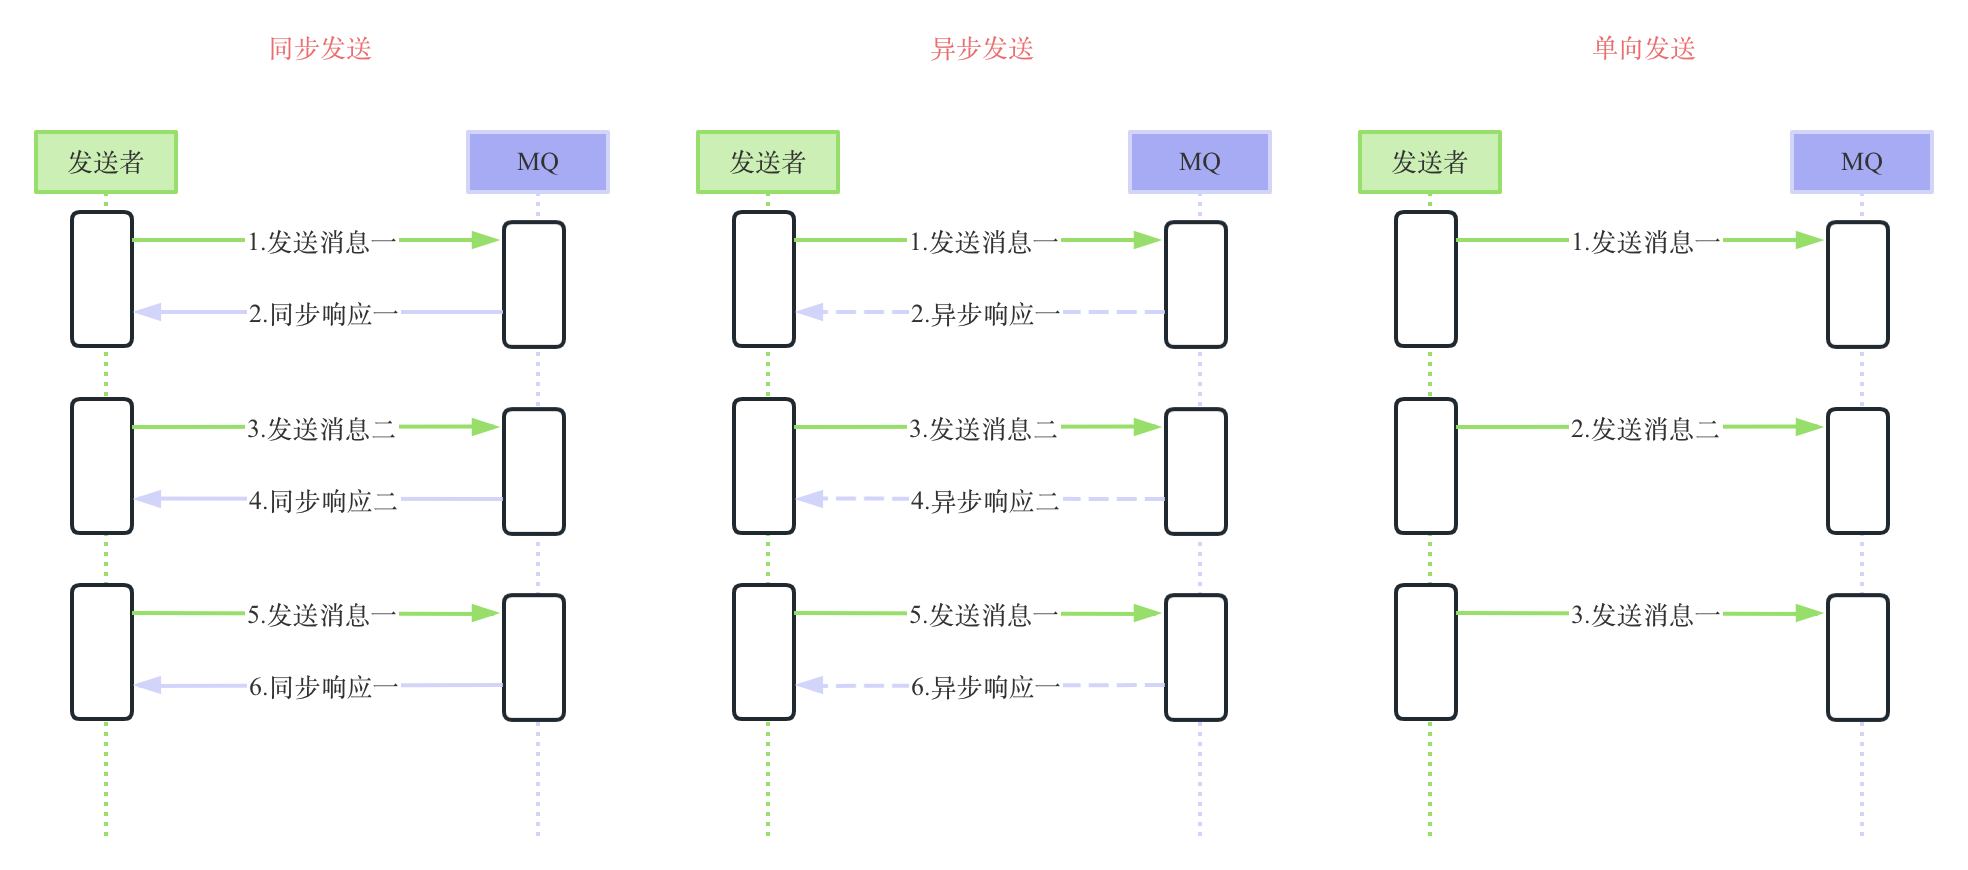 同步发送
异步发送
单向发送
发送者
MQ
发送者
MQ
发送者
MQ
1.发送消息一
2.同步响应一
3.发送消息二
4.同步响应二
5.发送消息一
6.同步响应一
1.发送消息一
2.异步响应一
3.发送消息二
4.异步响应二
5.发送消息一
6.异步响应一
1.发送消息一
2.发送消息二
3.发送消息一